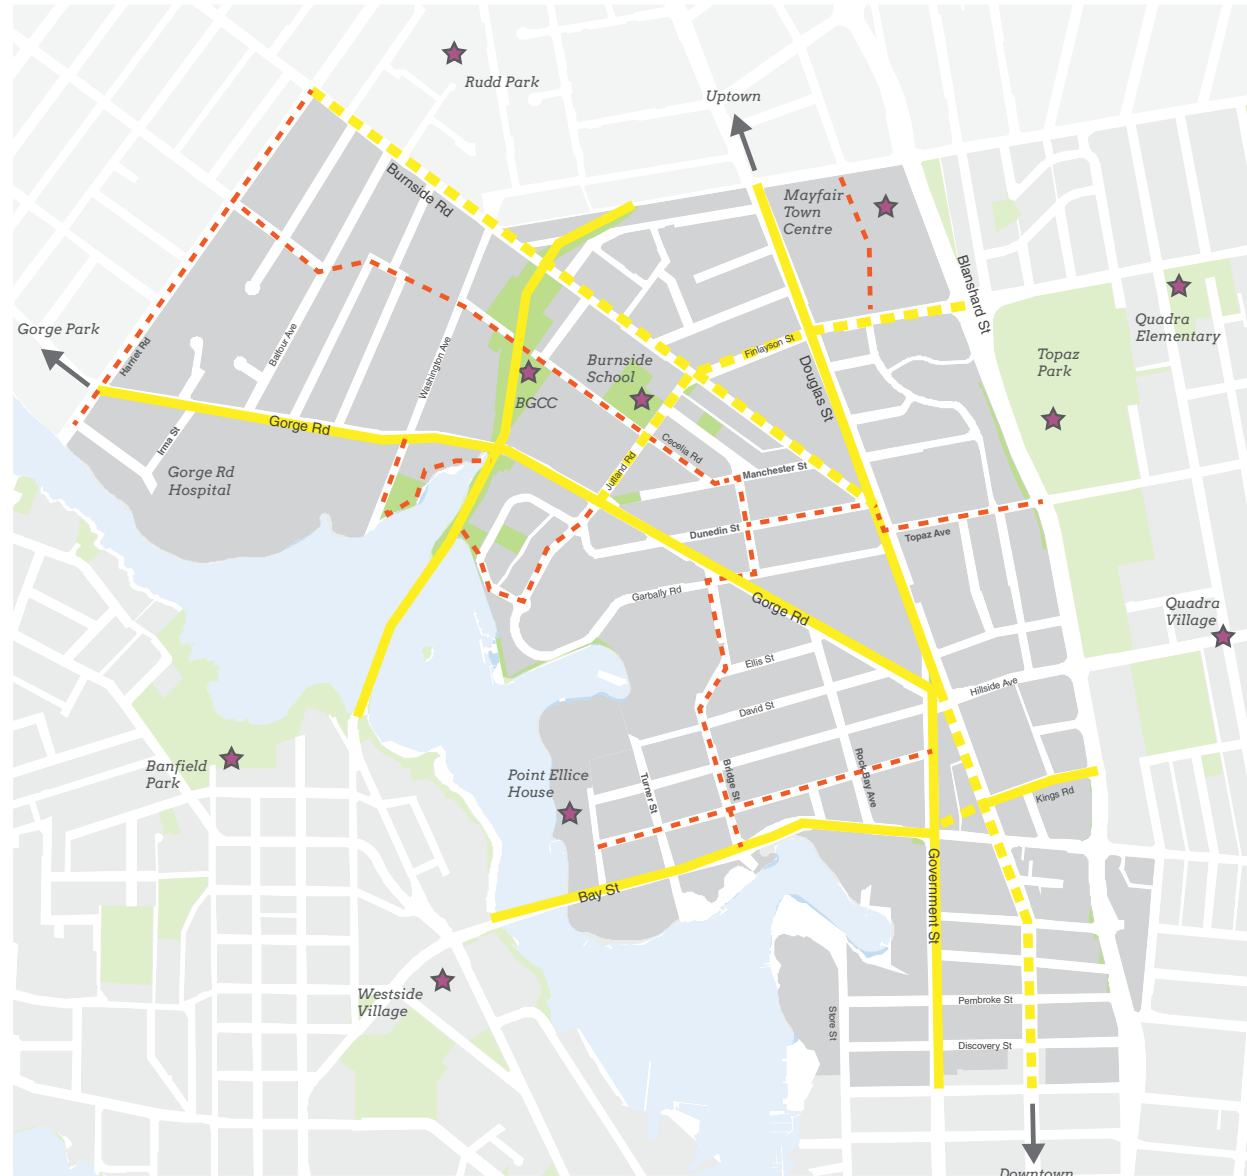 Rudd Park
Uptown
Mayfair
Town
Centre
Burnside Rd
Blanshard St
Gorge Park
Harriet Rd
Balfour Ave
Washington Ave
Quadra
Elementary
Finlayson St
Burnside
School
Topaz
Park
BGCC
Douglas St
Gorge Rd
Irma St
Cecelia Rd
Gorge Rd
Hospital
Jutland Rd
Manchester St
Dunedin St
Topaz Ave
Garbally Rd
Gorge Rd
Quadra
Village
Ellis St
Hillside Ave
David St
Banfield
Park
Point Ellice
House
Turner St
Bridge St
Rock Bay Ave
Kings Rd
Bay St
Government St
Westside
Village
Store St
Pembroke St
Discovery St
Downtown